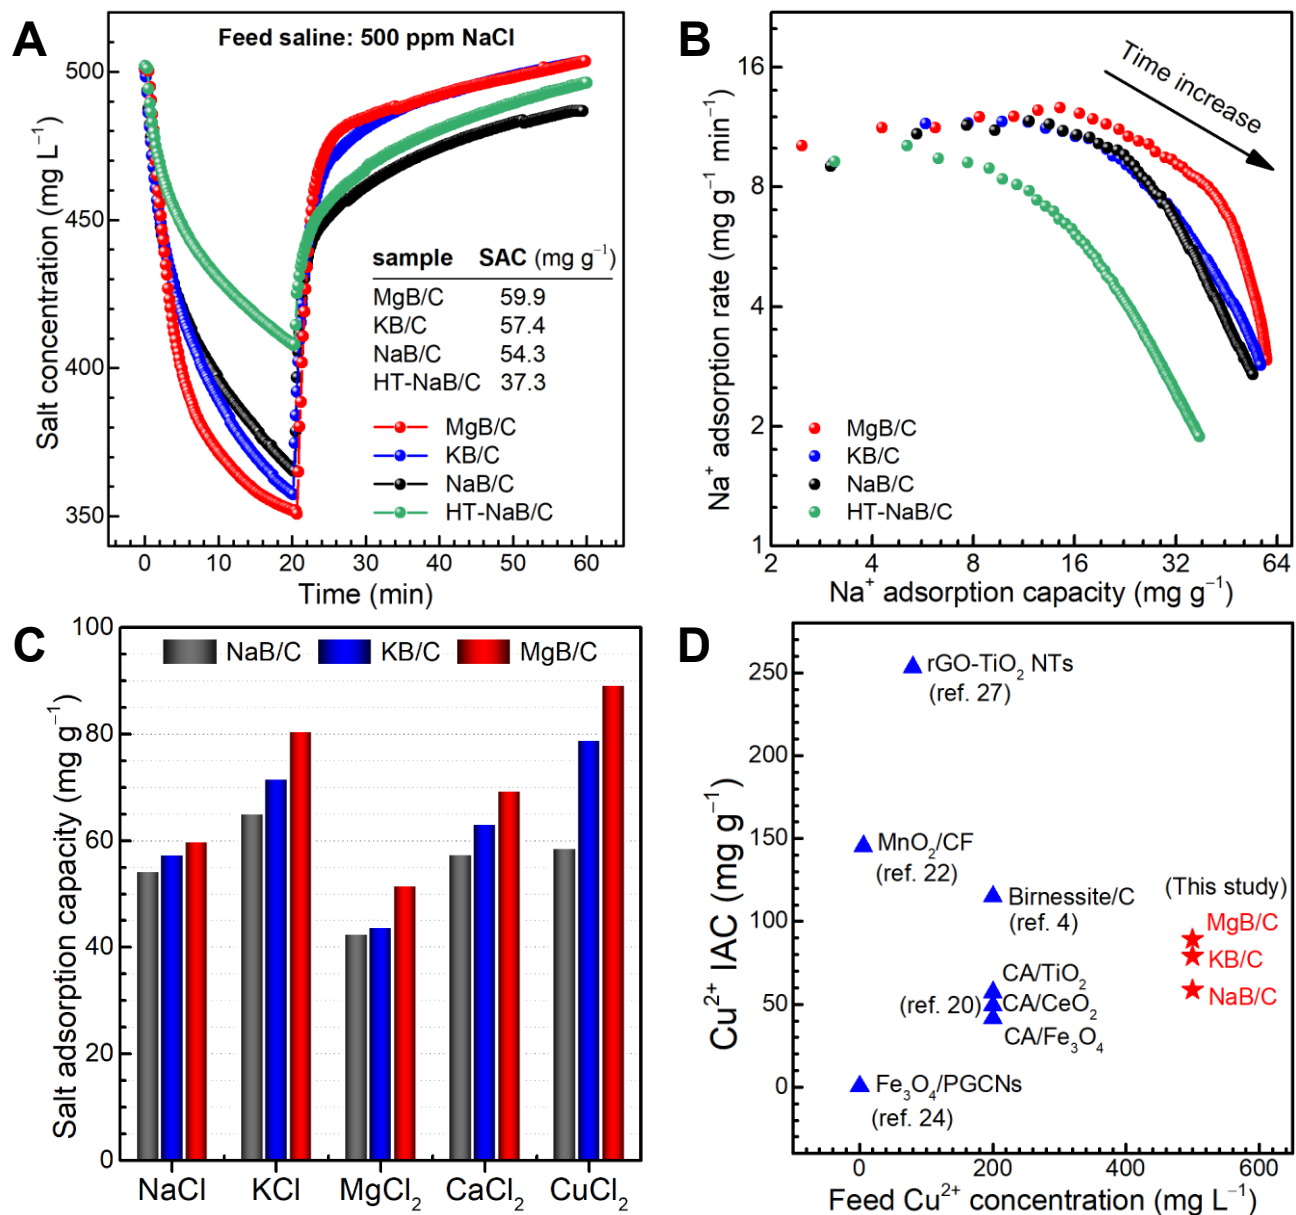 A
Feed saline: 500 ppm NaCl
Salt concentration (mg L⁻¹)
500
450
400
350
sample SAC (mg g⁻¹)
MgB/C 59.9
KB/C 57.4
NaB/C 54.3
HT-NaB/C 37.3
MgB/C
KB/C
NaB/C
HT-NaB/C
0 10 20 30 40 50 60
Time (min)
B
Time increase
Na⁺ adsorption rate (mg g⁻¹ min⁻¹)
16
8
4
2
1
MgB/C
KB/C
NaB/C
HT-NaB/C
2 4 8 16 32 64
Na⁺ adsorption capacity (mg g⁻¹)
C
NaB/C KB/C MgB/C
Salt adsorption capacity (mg g⁻¹)
100
80
60
40
20
0
NaCl KCl MgCl₂ CaCl₂ CuCl₂
D
Cu²⁺ IAC (mg g⁻¹)
250
200
150
100
50
0
rGO-TiO₂ NTs
(ref. 27)
MnO₂/CF
(ref. 22)
Birnessite/C
(ref. 4)
(This study)
MgB/C
KB/C
NaB/C
CA/TiO₂
(ref. 20) CA/CeO₂
CA/Fe₃O₄
Fe₃O₄/PGCNs
(ref. 24)
0 200 400 600
Feed Cu²⁺ concentration (mg L⁻¹)